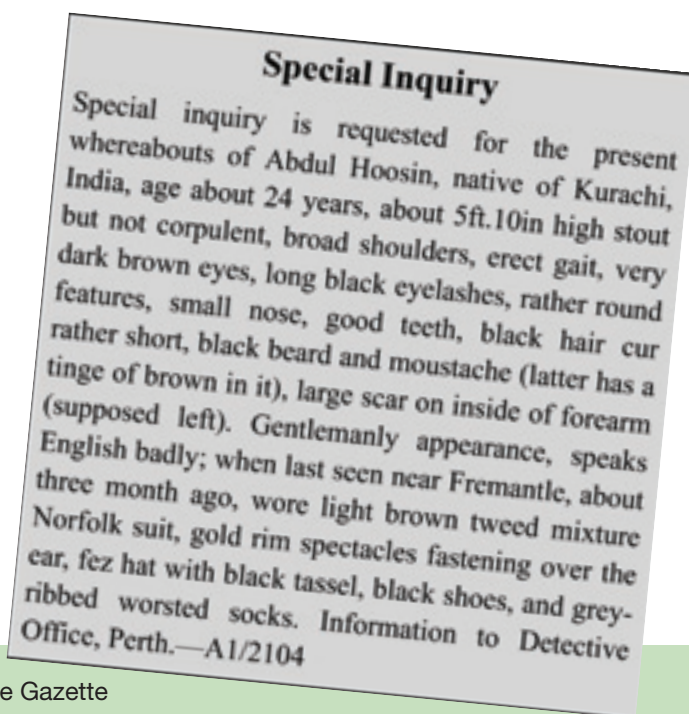 Special Inquiry
Special inquiry is requested for the present
whereabouts of Abdul Hoosin, native of Kurachi,
India, age about 24 years, about 5ft.10in high stout
but not corpulent, broad shoulders, erect gait, very
dark brown eyes, long black eyelashes, rather round
features, small nose, good teeth, black hair cur
rather short, black beard and moustache (latter has a
tinge of brown in it), large scar on inside of forearm
(supposed left). Gentlemanly appearance, speaks
English badly; when last seen near Fremantle, about
three month ago, wore light brown tweed mixture
Norfolk suit, gold rim spectacles fastening over the
ear, fez hat with black tassel, black shoes, and grey-
ribbed worsted socks. Information to Detective
Office, Perth.—A1/2104
e Gazette